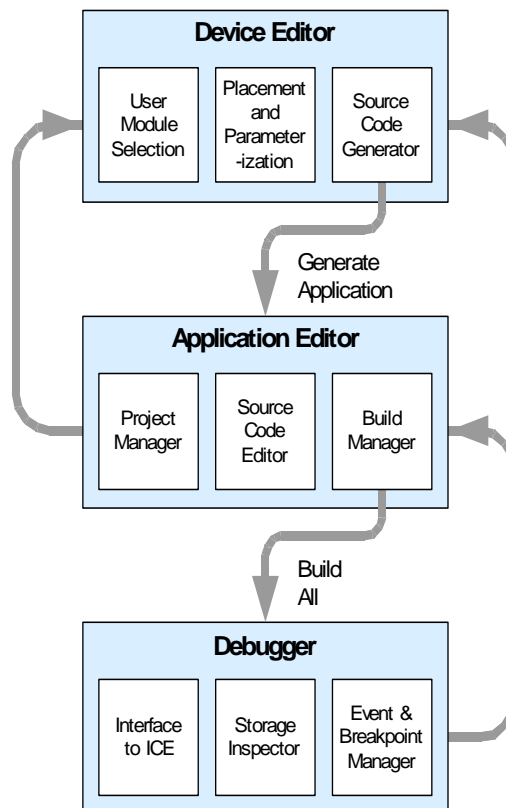 Device Editor
User
Module
Selection
Placement
and
Parameter
-ization
Source
Code
Generator
Generate
Application
Application Editor
Project
Manager
Source
Code
Editor
Build
Manager
Build
All
Debugger
Interface
to ICE
Storage
Inspector
Event &
Breakpoint
Manager